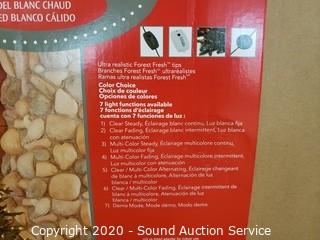 DEL BLANC CHAUD
ED BLANCO CÁLIDO
Ultra realistic Forest Fresh™ tips
Branches Forest Fresh™ ultraréalistes
Ramas ultra realistas Forest Fresh™
Color Choice
Choix de couleur
Opciones de colores
7 light functions available
7 fonctions d'éclairage
cuenta con 7 funciones de luz :
1) Clear Steady, Éclairage blanc continu, Luz blanca fija
2) Clear Fading, Éclairage blanc intermittent, Luz blanca
con atenuación
3) Multi-Color Steady, Éclairage multicolore continu,
Luz multicolor fija
4) Multi-Color Fading, Éclairage multicolore intermittent,
Luz multicolor con atenuación
5) Clear / Multi-Color Alternating, Éclairage changeant
de blanc à multicolore, Alternación de luz
blanca / multicolor
6) Clear / Multi-Color Fading, Éclairage intermittent de
blanc à multicolore, Atenuación de luz
blanca / multicolor
7) Demo Mode, Mode démo, Modo demo
Copyright 2020 - Sound Auction Service